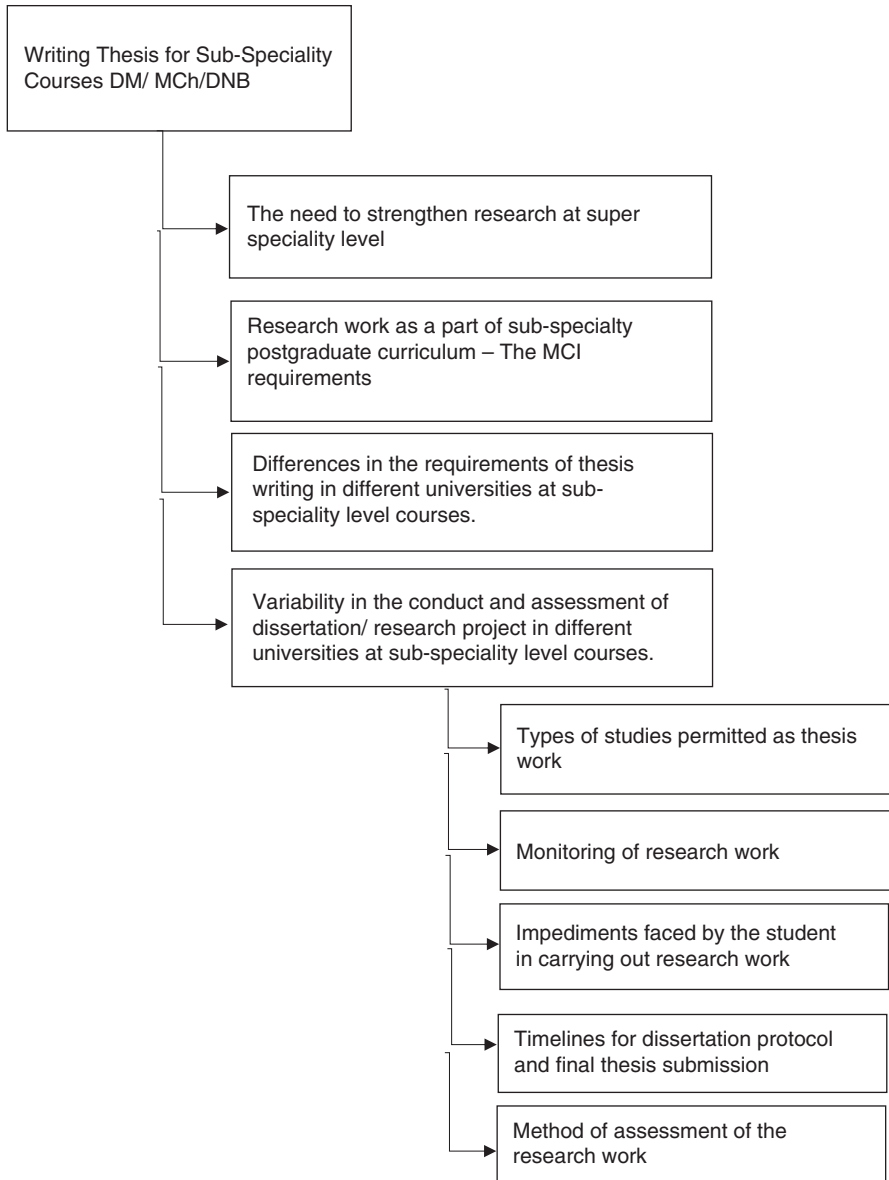 Writing Thesis for Sub-Speciality
Courses DM/ MCh/DNB
The need to strengthen research at super
speciality level
Research work as a part of sub-specialty
postgraduate curriculum – The MCI
requirements
Differences in the requirements of thesis
writing in different universities at sub-
speciality level courses.
Variability in the conduct and assessment of
dissertation/ research project in different
universities at sub-speciality level courses.
Types of studies permitted as thesis
work
Monitoring of research work
Impediments faced by the student
in carrying out research work
Timelines for dissertation protocol
and final thesis submission
Method of assessment of the
research work